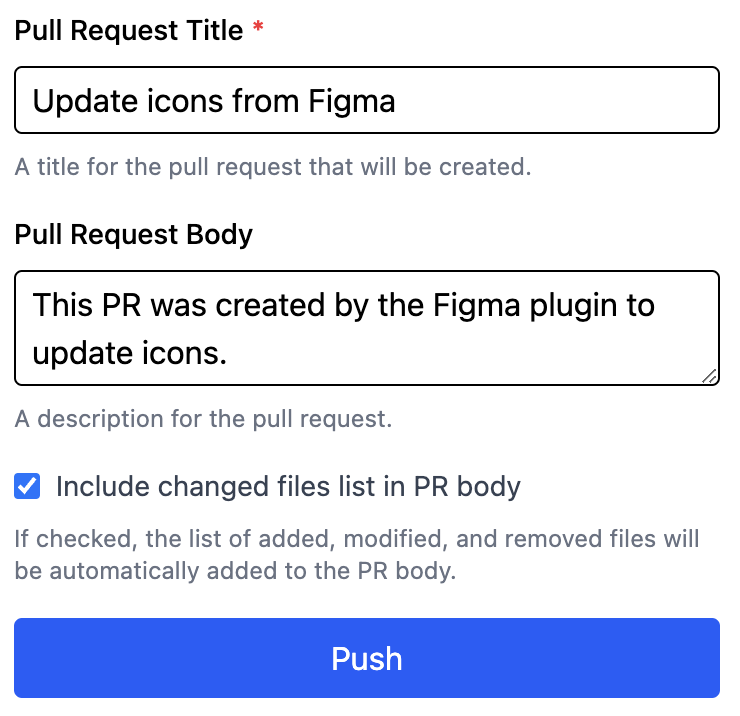 Pull Request Title *
Update icons from Figma
A title for the pull request that will be created.
Pull Request Body
This PR was created by the Figma plugin to
update icons.
A description for the pull request.
Include changed files list in PR body
If checked, the list of added, modified, and removed files will
be automatically added to the PR body.
Push